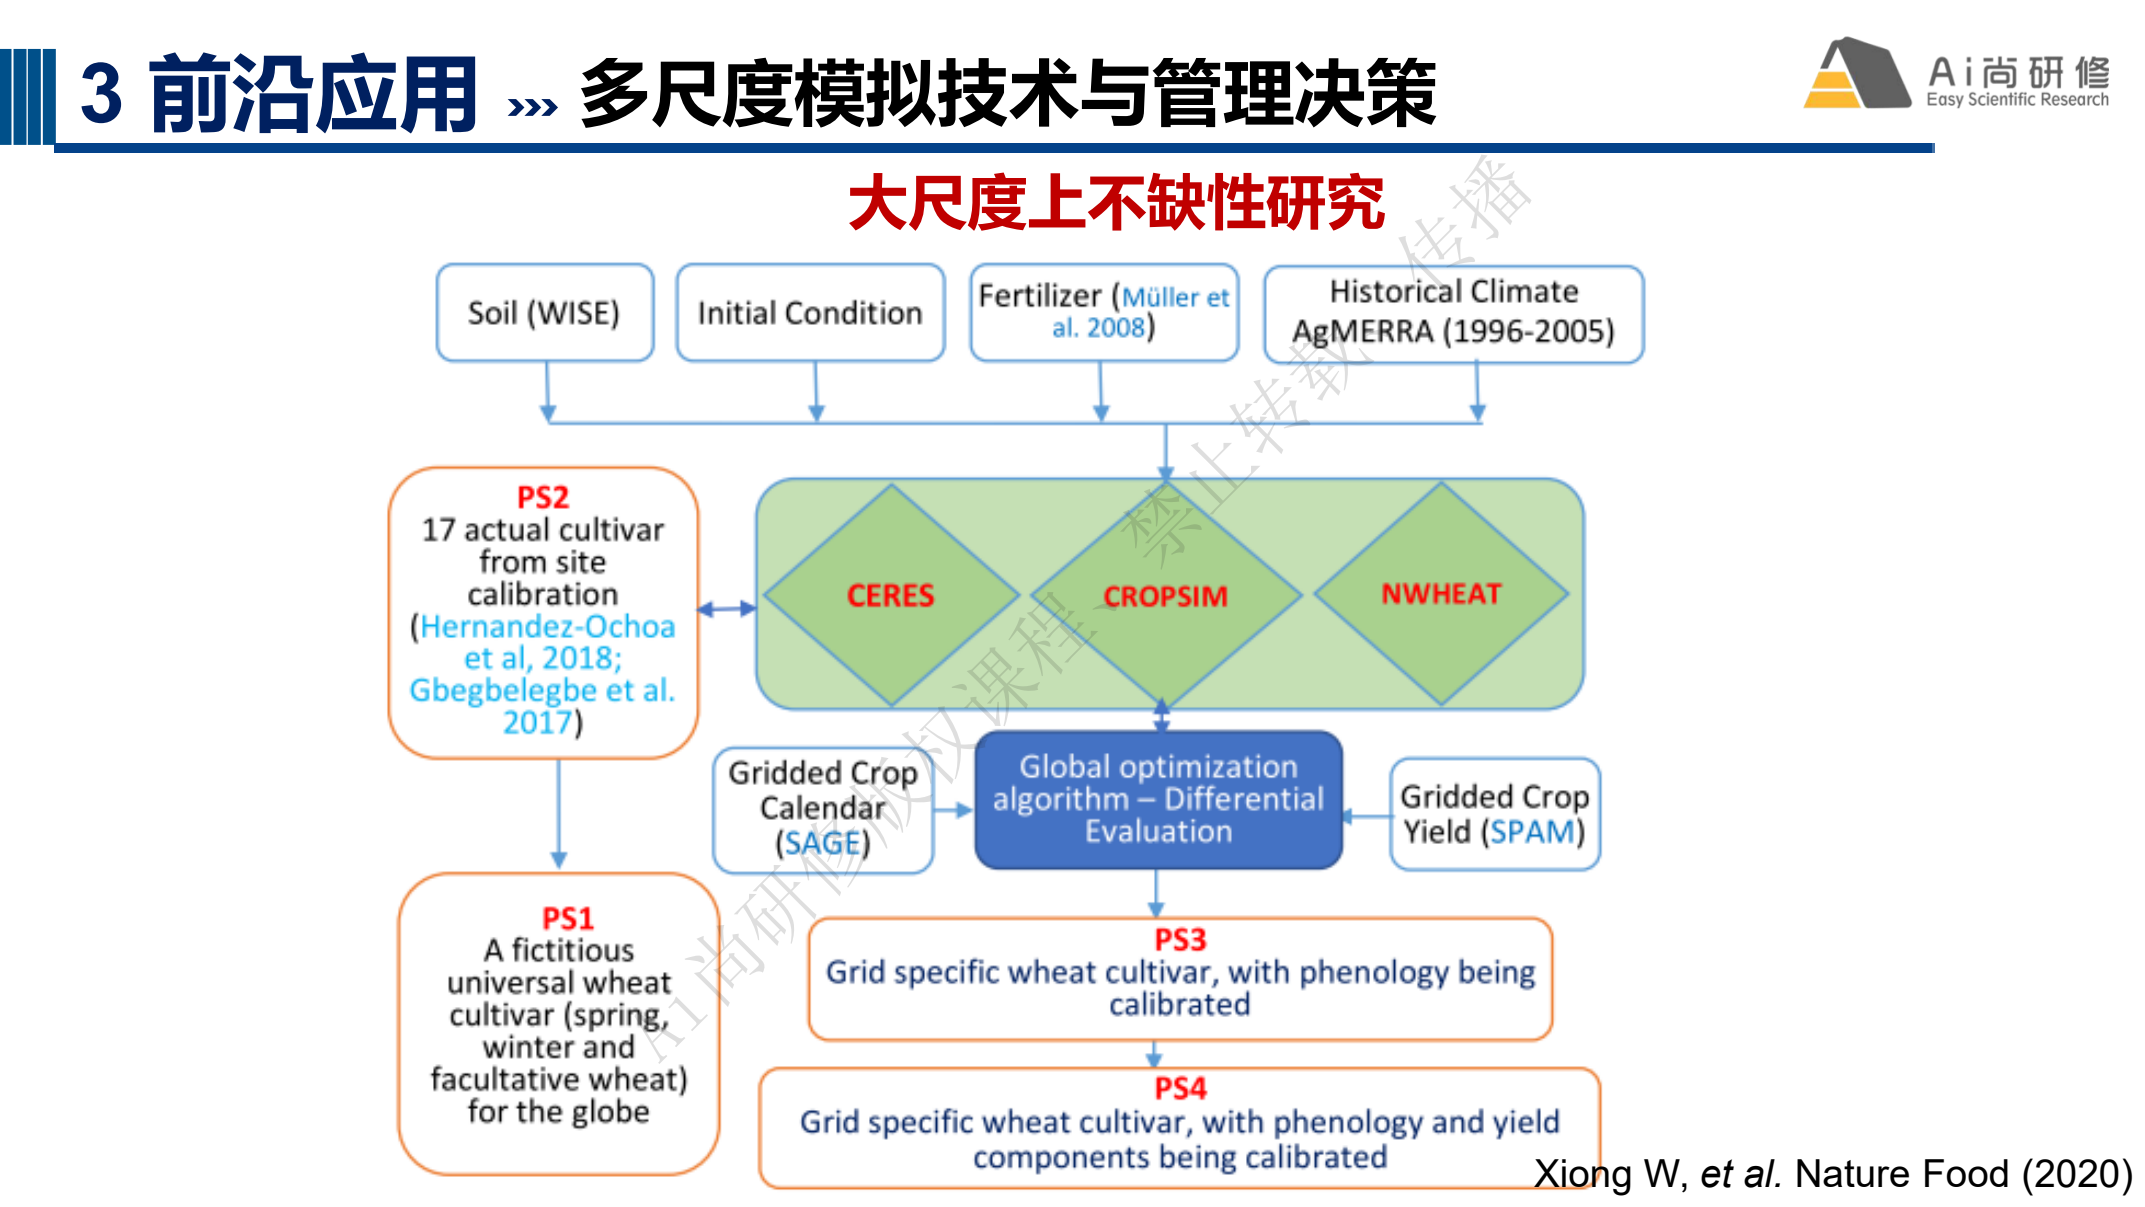 3 前沿应用 ››› 多尺度模拟技术与管理决策
Ai尚研修
Easy Scientific Research
大尺度上不缺性研究
Soil (WISE)
Initial Condition
Fertilizer (Müller et
al. 2008)
Historical Climate
AgMERRA (1996-2005)
PS2
17 actual cultivar
from site
calibration
(Hernandez-Ochoa
et al, 2018;
Gbegbelegbe et al.
2017)
CERES
CROPSIM
NWHEAT
Gridded Crop
Calendar
(SAGE)
Global optimization
algorithm – Differential
Evaluation
Gridded Crop
Yield (SPAM)
PS1
A fictitious
universal wheat
cultivar (spring,
winter and
facultative wheat)
for the globe
PS3
Grid specific wheat cultivar, with phenology being
calibrated
PS4
Grid specific wheat cultivar, with phenology and yield
components being calibrated
Xiong W, et al. Nature Food (2020)
Ai尚研修版权课程、禁止转载、传播